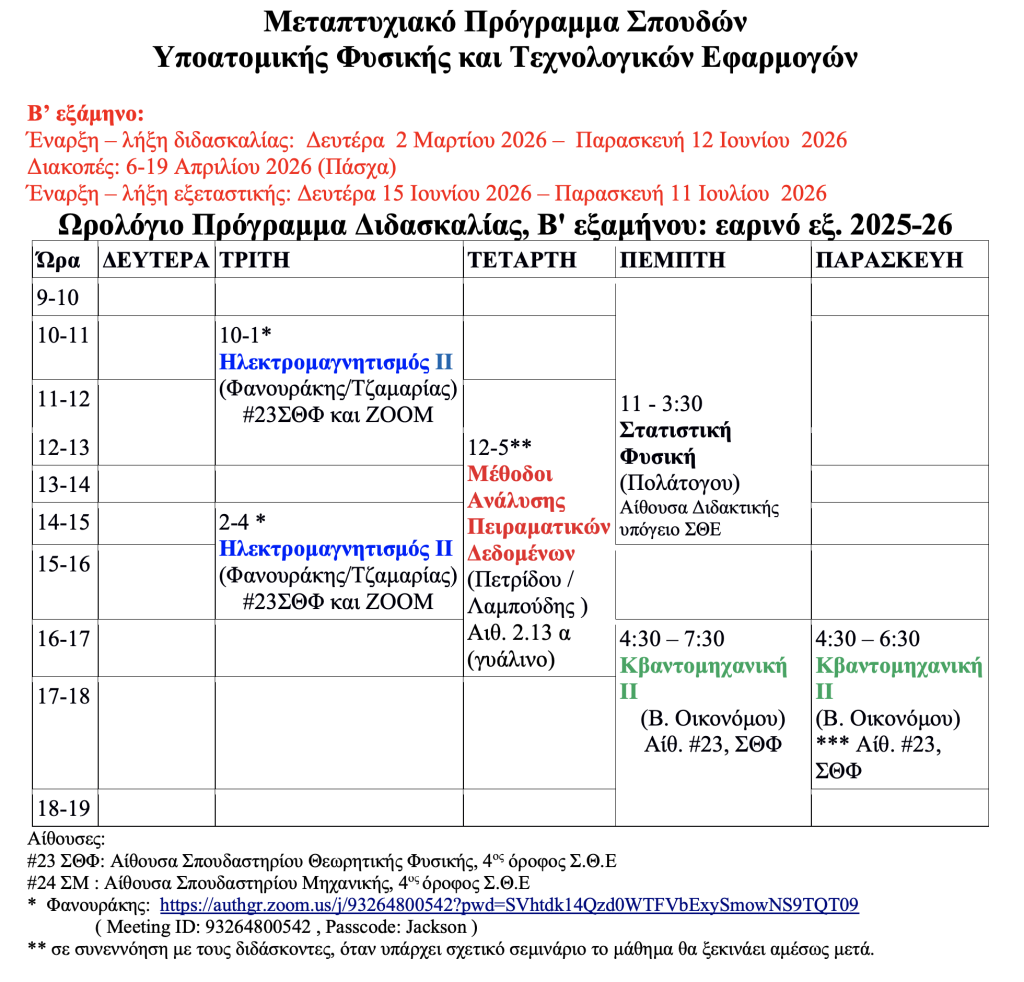 Μεταπτυχιακό Πρόγραμμα Σπουδών
Υποατομικής Φυσικής και Τεχνολογικών Εφαρμογών
Β’ εξάμηνο:
Έναρξη – λήξη διδασκαλίας: Δευτέρα 2 Μαρτίου 2026 – Παρασκευή 12 Ιουνίου 2026
Διακοπές: 6-19 Απριλίου 2026 (Πάσχα)
Έναρξη – λήξη εξεταστικής: Δευτέρα 15 Ιουνίου 2026 – Παρασκευή 11 Ιουλίου 2026
Ωρολόγιο Πρόγραμμα Διδασκαλίας, Β' εξαμήνου: εαρινό εξ. 2025-26
Ώρα ΔΕΥΤΕΡΑ ΤΡΙΤΗ ΤΕΤΑΡΤΗ ΠΕΜΠΤΗ ΠΑΡΑΣΚΕΥΗ
9-10
10-11
11-12
12-13
13-14
14-15
15-16
16-17
17-18
18-19
10-1*
Ηλεκτρομαγνητισμός ΙΙ
(Φανουράκης/Τζαμαρίας)
#23ΣΘΦ και ZOOM
2-4 *
Ηλεκτρομαγνητισμός ΙΙ
(Φανουράκης/Τζαμαρίας)
#23ΣΘΦ και ZOOM
12-5**
Μέθοδοι
Ανάλυσης
Πειραματικών
Δεδομένων
(Πετρίδου /
Λαμπούδης )
Αιθ. 2.13 α
(γυάλινο)
11 - 3:30
Στατιστική
Φυσική
(Πολάτογου)
Αίθουσα Διδακτικής
υπόγειο ΣΘΕ
4:30 – 7:30
Κβαντομηχανική
ΙΙ
(Β. Οικονόμου)
Αίθ. #23, ΣΘΦ
4:30 – 6:30
Κβαντομηχανική
ΙΙ
(Β. Οικονόμου)
*** Αίθ. #23,
ΣΘΦ
Αίθουσες:
#23 ΣΘΦ: Αίθουσα Σπουδαστηρίου Θεωρητικής Φυσικής, 4ος όροφος Σ.Θ.Ε
#24 ΣΜ : Αίθουσα Σπουδαστηρίου Μηχανικής, 4ος όροφος Σ.Θ.Ε
* Φανουράκης: https://authgr.zoom.us/j/93264800542?pwd=SVhtdk14Qzd0WTFVbExySmowNS9TQT09
( Meeting ID: 93264800542 , Passcode: Jackson )
** σε συνεννόηση με τους διδάσκοντες, όταν υπάρχει σχετικό σεμινάριο το μάθημα θα ξεκινάει αμέσως μετά.